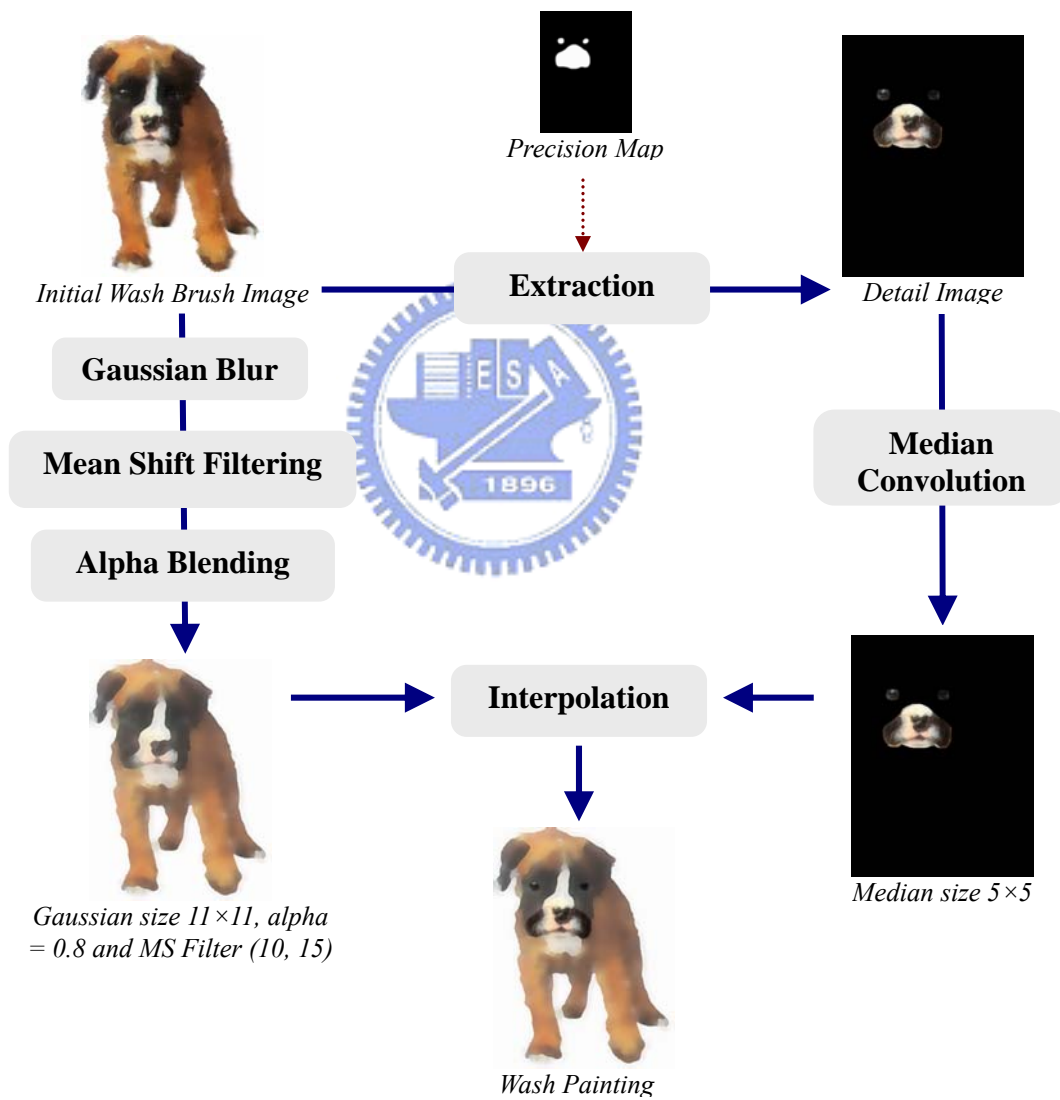 Precision Map
Initial Wash Brush Image
Extraction
Detail Image
Gaussian Blur
E S A
Mean Shift Filtering
Median
Convolution
1896
Alpha Blending
Interpolation
Gaussian size 11×11, alpha
= 0.8 and MS Filter (10, 15)
Median size 5×5
Wash Painting